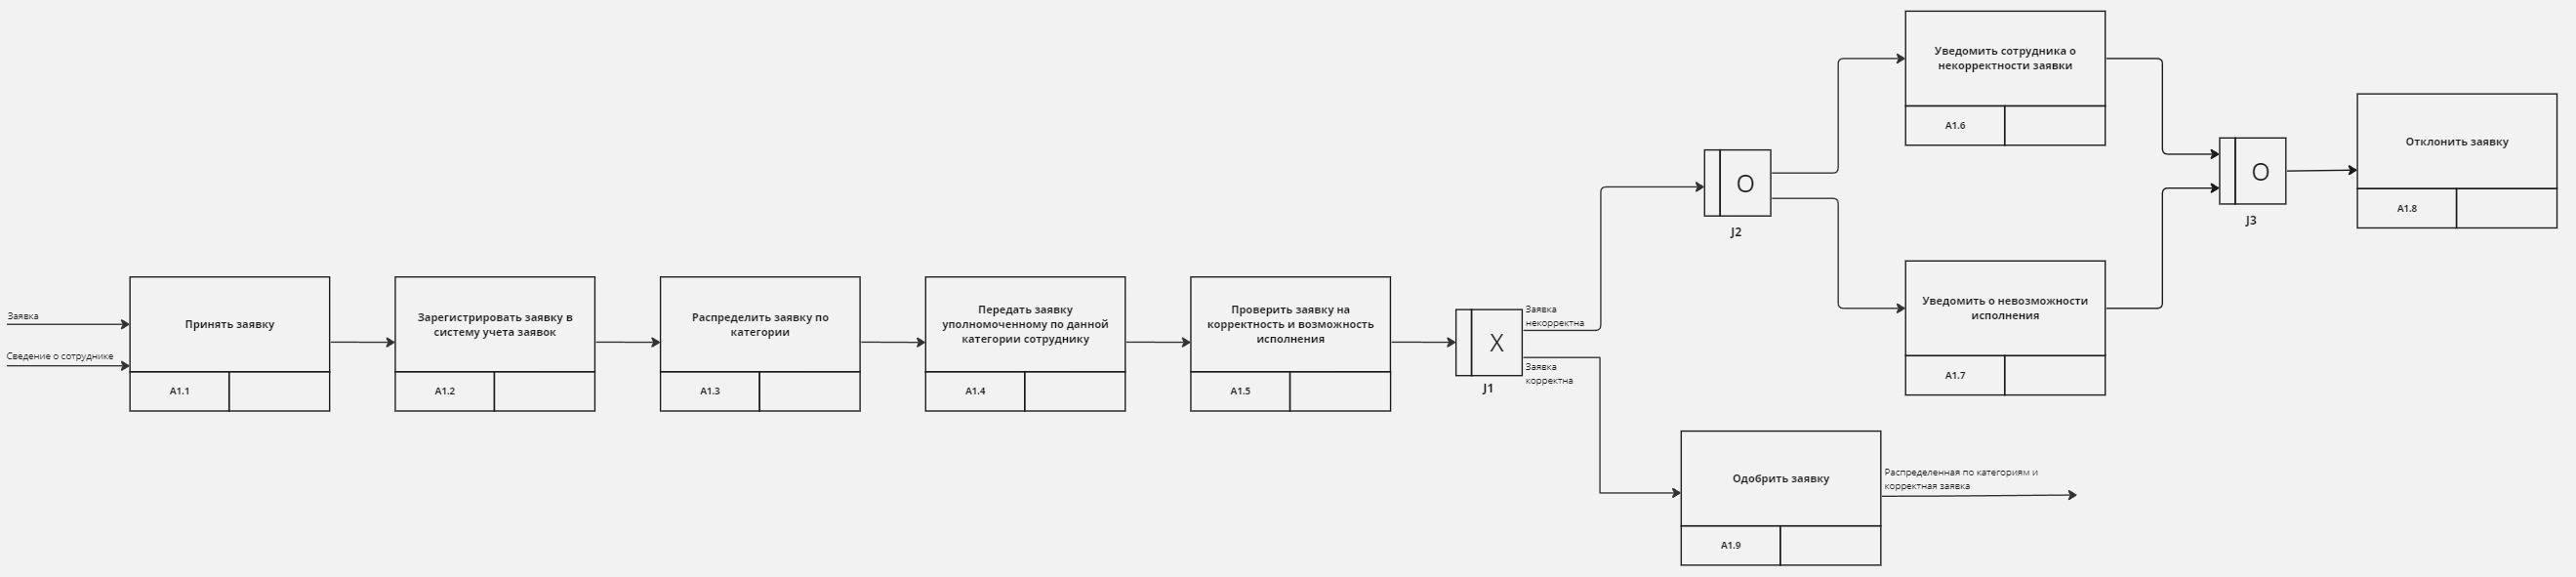 Заявка
Сведение о сотруднике
Принять заявку
A1.1
Зарегистрировать заявку в
систему учета заявок
A1.2
Распределить заявку по
категории
A1.3
Передать заявку
уполномоченному по данной
категории сотруднику
A1.4
Проверить заявку на
корректность и возможность
исполнения
A1.5
X
J1
Заявка
некорректна
Заявка
корректна
O
J2
Уведомить сотрудника о
некорректности заявки
A1.6
Уведомить о невозможности
исполнения
A1.7
O
J3
Отклонить заявку
A1.8
Одобрить заявку
A1.9
Распределенная по категориям и
корректная заявка